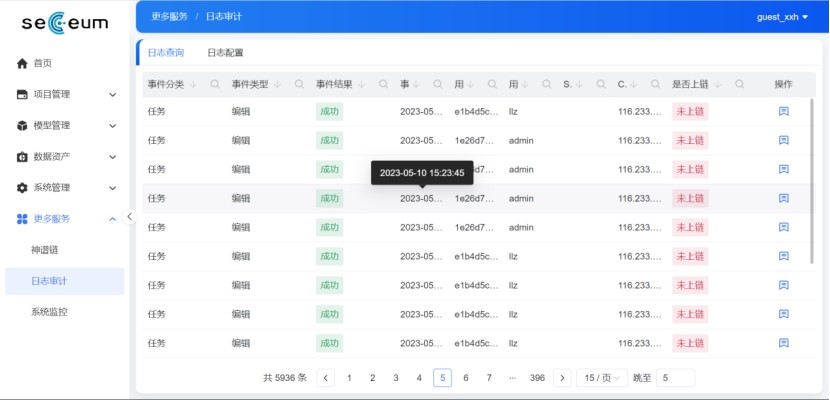 secceum
更多服务 / 日志审计
guest_xxh
首页
项目管理
模型管理
数据资产
系统管理
更多服务
神谱链
日志审计
系统监控
日志查询 日志配置
事件分类 事件类型 事件结果 事 用 用 S. C. 是否上链 操作
任务 编辑 成功 2023-05... e1b4d5c... llz 116.233.... 未上链
任务 编辑 成功 2023-05... 1e26d7... admin 116.233.... 未上链
任务 编辑 admin 116.233.... 未上链
2023-05-10 15:23:45
任务 编辑 成功 2023-05... 1e26d7... admin 116.233.... 未上链
任务 编辑 成功 2023-05... 1e26d7... admin 116.233.... 未上链
任务 编辑 成功 2023-05... e1b4d5c... llz 116.233.... 未上链
任务 编辑 成功 2023-05... e1b4d5c... llz 116.233.... 未上链
任务 编辑 成功 2023-05... e1b4d5c... llz 116.233.... 未上链
任务 编辑 成功 2023-05... e1b4d5c... llz 116.233.... 未上链
共 5936 条 1 2 3 4 5 6 7 ··· 396 15 / 页 跳至 5